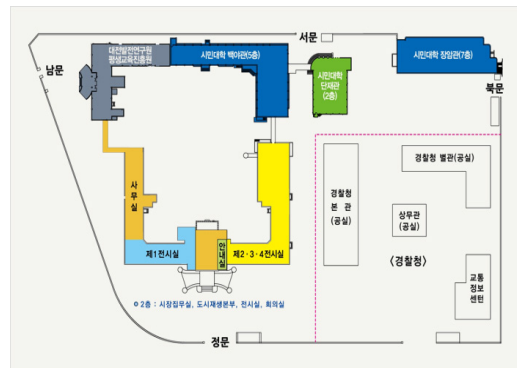 서문
대전발전연구원
평생교육진흥원
시민대학 백야관(5층)
시민대학 장암관(7층)
남문
시민대학
단재관
(2층)
북문
경찰청 별관(공실)
사무실
경찰청
본 관
(공실)
상무관
(공실)
제1전시실
안내실
제2·3·4전시실
<경찰청>
교통
정보
센터
2층 : 시장집무실, 도시재생본부, 전시실, 회의실
정문